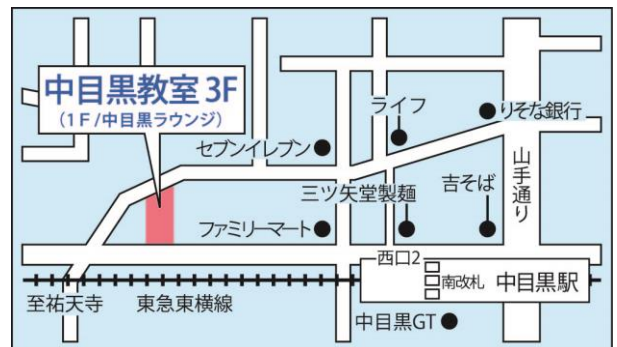 中目黒教室 3F
(1F/中目黒ラウンジ)
ライフ
りそな銀行
セブンイレブン
山手通り
三ツ矢堂製麺
吉そば
ファミリーマート
西口2
南改札
中目黒駅
至祐天寺
東急東横線
中目黒GT